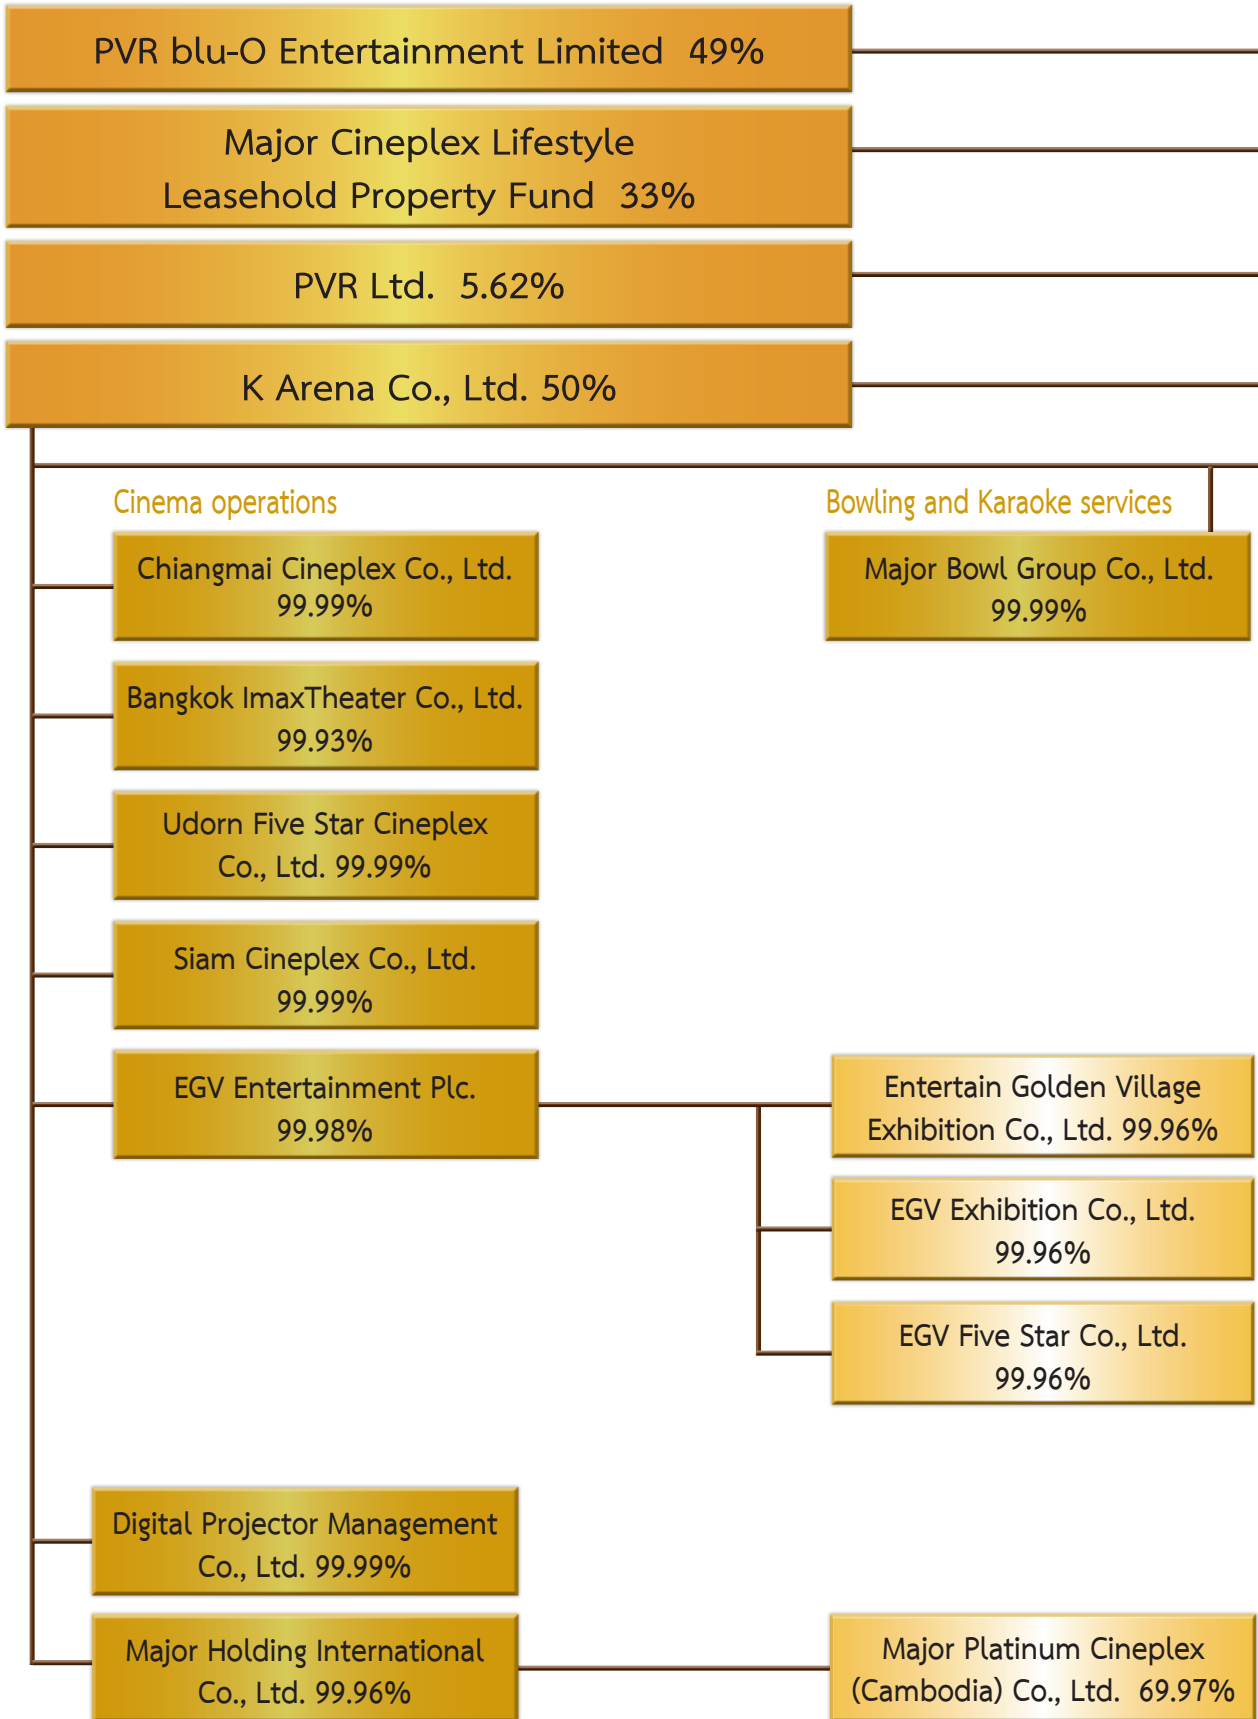 PVR blu-O Entertainment Limited 49%
Major Cineplex Lifestyle
Leasehold Property Fund 33%
PVR Ltd. 5.62%
K Arena Co., Ltd. 50%
Cinema operations
Chiangmai Cineplex Co., Ltd.
99.99%
Bangkok ImaxTheater Co., Ltd.
99.93%
Udorn Five Star Cineplex
Co., Ltd. 99.99%
Siam Cineplex Co., Ltd.
99.99%
EGV Entertainment Plc.
99.98%
Digital Projector Management
Co., Ltd. 99.99%
Major Holding International
Co., Ltd. 99.96%
Bowling and Karaoke services
Major Bowl Group Co., Ltd.
99.99%
Entertain Golden Village
Exhibition Co., Ltd. 99.96%
EGV Exhibition Co., Ltd.
99.96%
EGV Five Star Co., Ltd.
99.96%
Major Platinum Cineplex
(Cambodia) Co., Ltd. 69.97%